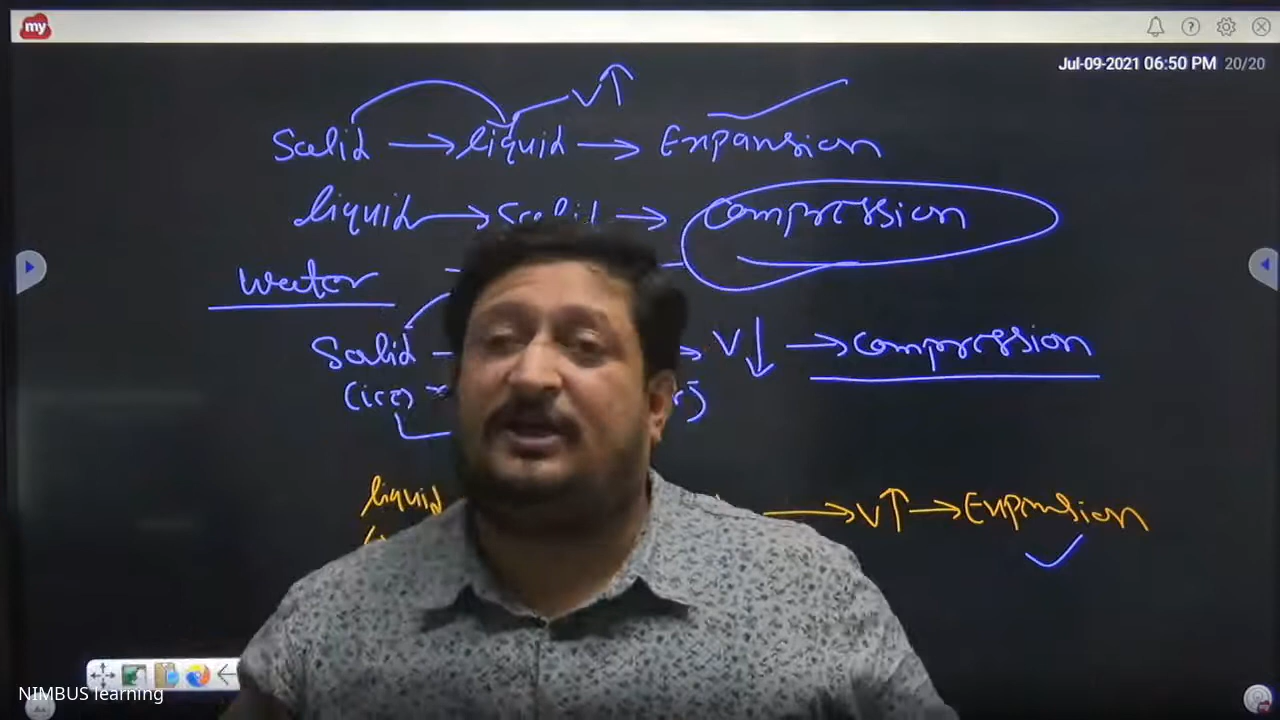 my
Jul-09-2021 06:50 PM 20/20
V↑
Solid → liquid → Expansion
liquid → Solid → compression
Water
Solid V↓ → compression
(ice)
liquid → V↑ → Expansion
NIMBUS learning